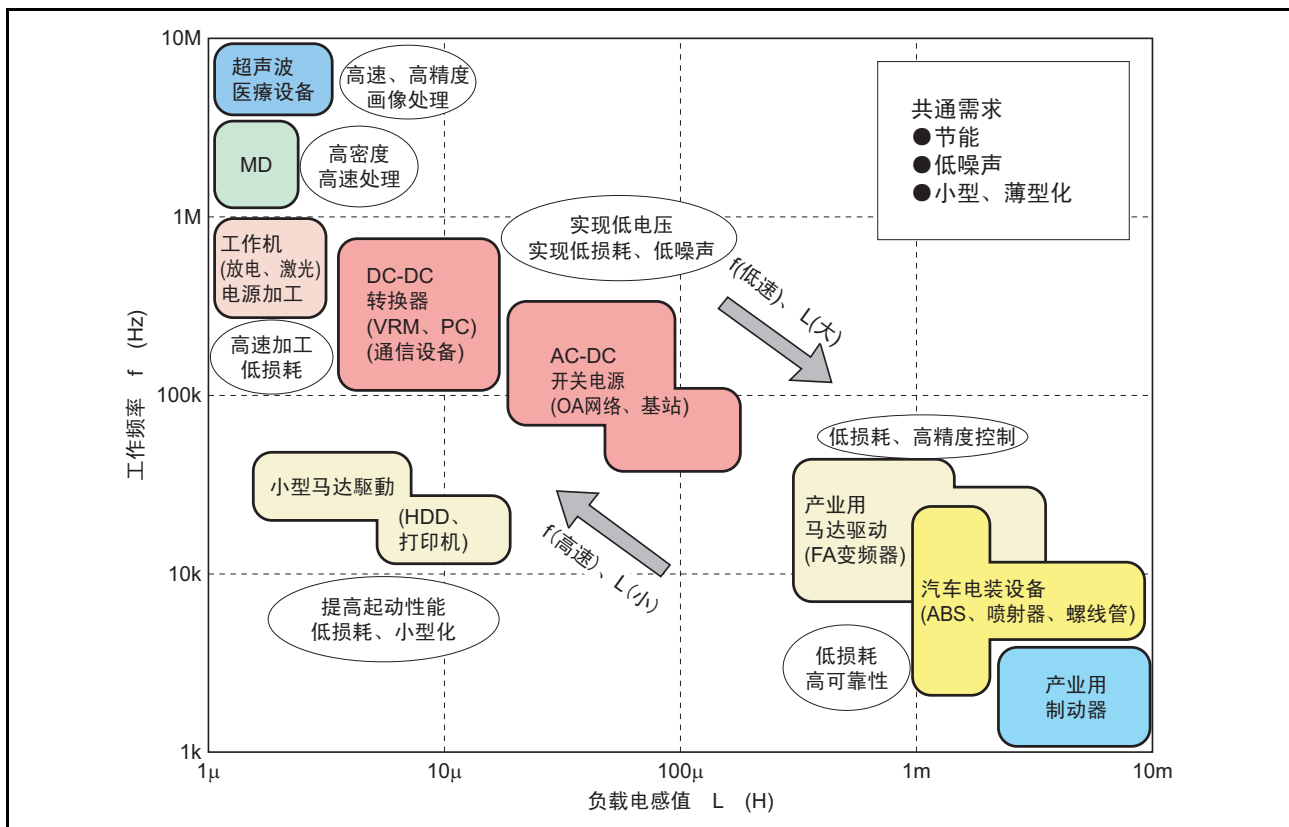 10M
1M
100k
10k
1k
工作频率 f (Hz)
超声波
医療设备
高速、高精度
画像处理
MD
高密度
高速处理
共通需求
●节能
●低噪声
●小型、薄型化
工作机
(放电、激光)
电源加工
高速加工
低损耗
DC-DC
转换器
(VRM、PC)
(通信设备)
实现低电压
实现低损耗、低噪声
f(低速)、L(大)
AC-DC
开关电源
(OA网络、基站)
低损耗、高精度控制
小型马达駆動
(HDD、
打印机)
f(高速)、L(小)
提高起动性能
低损耗、小型化
产业用
马达驱动
(FA变频器)
汽车电装设备
(ABS、喷射器、螺线管)
低损耗
高可靠性
产业用
制动器
1μ
10μ
100μ
1m
10m
负载电感值 L (H)